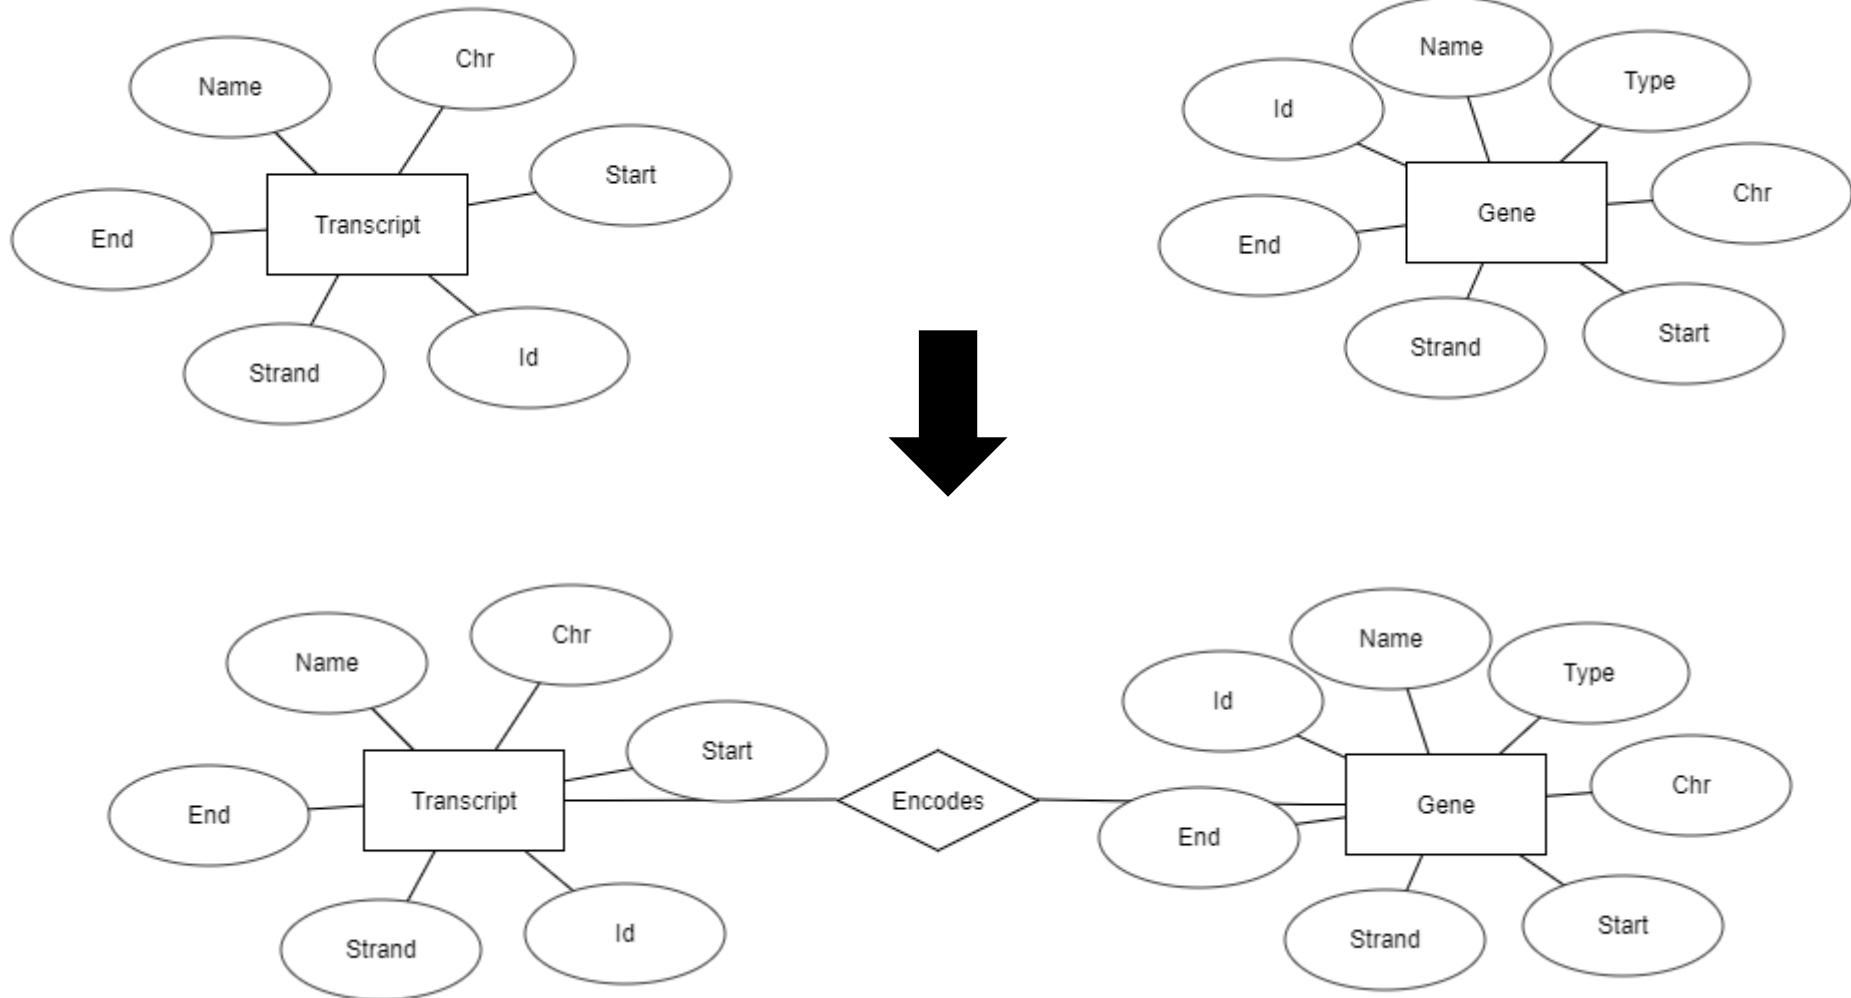 Name
Chr
Start
Transcript
End
Strand
Id
Name
Type
Id
Chr
Gene
End
Strand
Start
Name
Chr
Start
Transcript
End
Strand
Id
Encodes
Name
Type
Id
Chr
Gene
End
Strand
Start